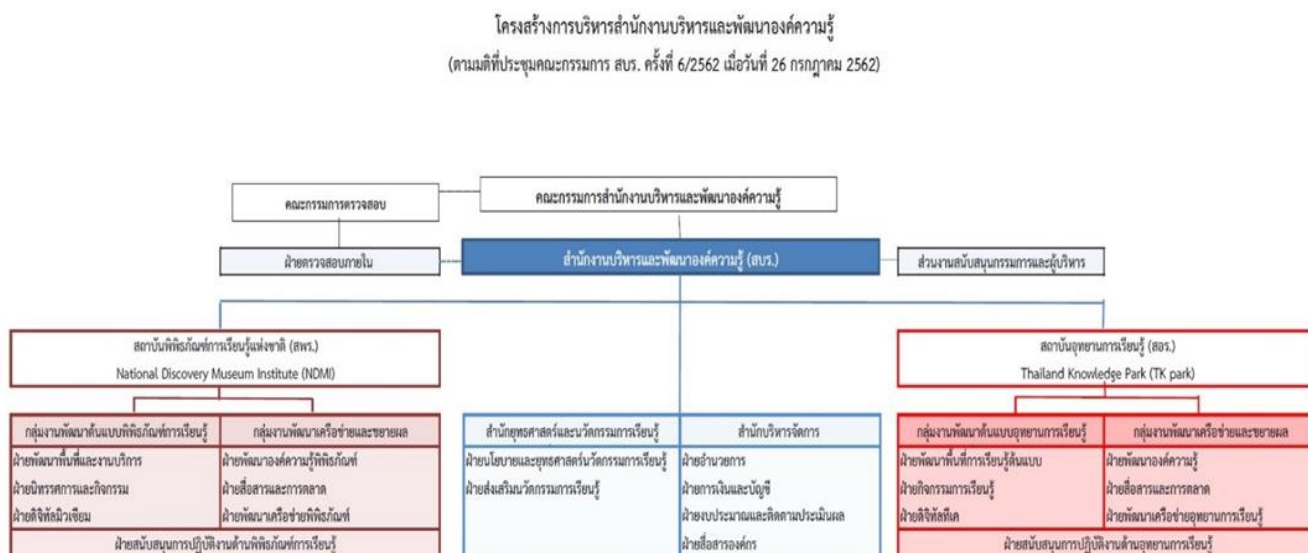 โครงสร้างการบริหารสำนักงานบริหารและพัฒนาองค์ความรู้
(ตามมติที่ประชุมคณะกรรมการ สบร. ครั้งที่ 6/2562 เมื่อวันที่ 26 กรกฎาคม 2562)
คณะกรรมการตรวจสอบ
คณะกรรมการสำนักงานบริหารและพัฒนาองค์ความรู้
ฝ่ายตรวจสอบภายใน
สำนักงานบริหารและพัฒนาองค์ความรู้ (สบร.)
ส่วนงานสนับสนุนกรรมการและผู้บริหาร
สถาบันพิพิธภัณฑ์การเรียนรู้แห่งชาติ (สพร.)
National Discovery Museum Institute (NDMI)
กลุ่มงานพัฒนาต้นแบบพิพิธภัณฑ์การเรียนรู้
ฝ่ายพัฒนาพื้นที่และงานบริการ
ฝ่ายนิทรรศการและกิจกรรม
ฝ่ายดิจิทัลมิวเซียม
กลุ่มงานพัฒนาเครือข่ายและขยายผล
ฝ่ายพัฒนาองค์ความรู้พิพิธภัณฑ์
ฝ่ายสื่อสารและการตลาด
ฝ่ายพัฒนาเครือข่ายพิพิธภัณฑ์
ฝ่ายสนับสนุนการปฏิบัติงานด้านพิพิธภัณฑ์การเรียนรู้
สำนักยุทธศาสตร์และนวัตกรรมการเรียนรู้
ฝ่ายนโยบายและยุทธศาสตร์นวัตกรรมการเรียนรู้
ฝ่ายส่งเสริมนวัตกรรมการเรียนรู้
สำนักบริหารจัดการ
ฝ่ายอำนวยการ
ฝ่ายการเงินและบัญชี
ฝ่ายงบประมาณและติดตามประเมินผล
ฝ่ายสื่อสารองค์กร
สถาบันอุทยานการเรียนรู้ (สอร.)
Thailand Knowledge Park (TK park)
กลุ่มงานพัฒนาต้นแบบอุทยานการเรียนรู้
ฝ่ายพัฒนาพื้นที่การเรียนรู้ต้นแบบ
ฝ่ายกิจกรรมการเรียนรู้
ฝ่ายดิจิทัลทีเค
กลุ่มงานพัฒนาเครือข่ายและขยายผล
ฝ่ายพัฒนาองค์ความรู้
ฝ่ายสื่อสารและการตลาด
ฝ่ายพัฒนาเครือข่ายอุทยานการเรียนรู้
ฝ่ายสนับสนุนการปฏิบัติงานด้านอุทยานการเรียนรู้